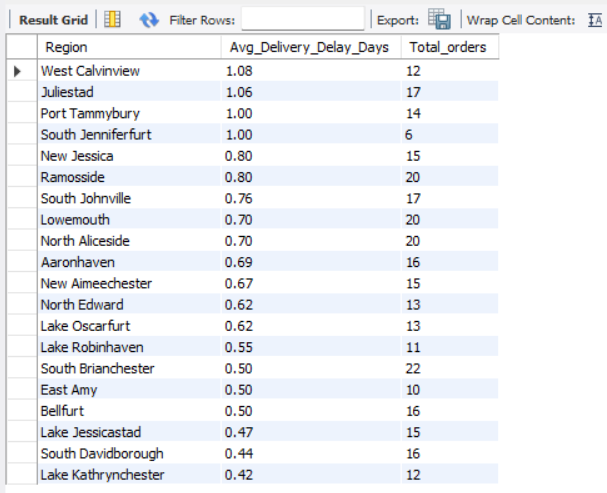 Result Grid Filter Rows: Export: Wrap Cell Content: IA
Region Avg_Delivery_Delay_Days Total_orders
West Calvinview 1.08 12
Juliestad 1.06 17
Port Tammybury 1.00 14
South Jenniferfurt 1.00 6
New Jessica 0.80 15
Ramosside 0.80 20
South Johnville 0.76 17
Lowemouth 0.70 20
North Aliceside 0.70 20
Aaronhaven 0.69 16
New Aimeechester 0.67 15
North Edward 0.62 13
Lake Oscarfurt 0.62 13
Lake Robinhaven 0.55 11
South Brianchester 0.50 22
East Amy 0.50 10
Bellfurt 0.50 16
Lake Jessicastad 0.47 15
South Davidborough 0.44 16
Lake Kathrynchester 0.42 12